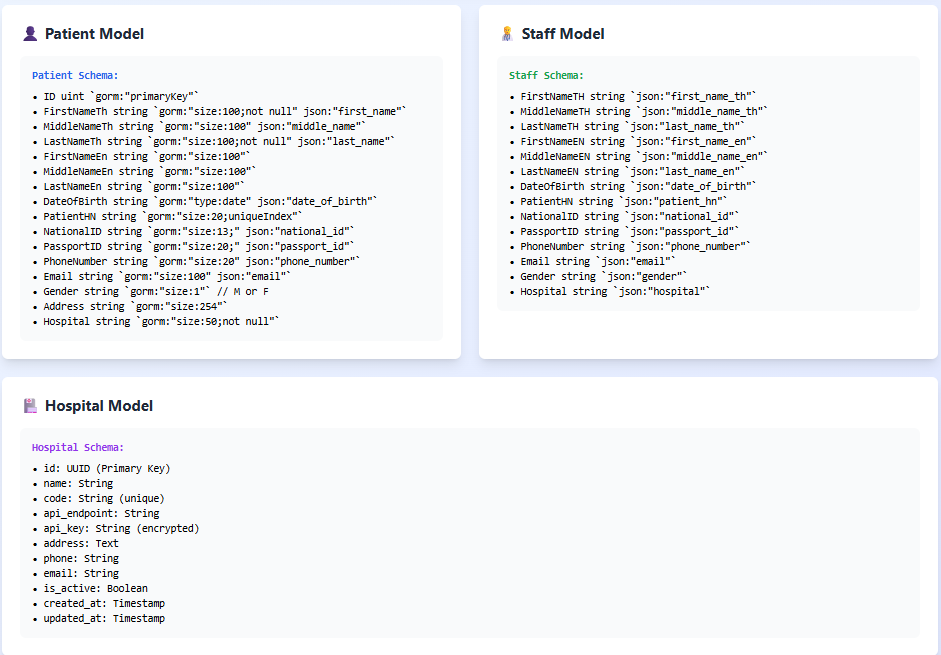 Patient Model
Patient Schema:
• ID uint `gorm:"primaryKey"`
• FirstNameTh string `gorm:"size:100;not null" json:"first_name"`
• MiddleNameTh string `gorm:"size:100" json:"middle_name"`
• LastNameTh string `gorm:"size:100;not null" json:"last_name"`
• FirstNameEn string `gorm:"size:100"`
• MiddleNameEn string `gorm:"size:100"`
• LastNameEn string `gorm:"size:100"`
• DateOfBirth string `gorm:"type:date" json:"date_of_birth"`
• PatientHN string `gorm:"size:20;uniqueIndex"`
• NationalID string `gorm:"size:13;" json:"national_id"`
• PassportID string `gorm:"size:20;" json:"passport_id"`
• PhoneNumber string `gorm:"size:20" json:"phone_number"`
• Email string `gorm:"size:100" json:"email"`
• Gender string `gorm:"size:1"` // M or F
• Address string `gorm:"size:254"`
• Hospital string `gorm:"size:50;not null"`
Staff Model
Staff Schema:
• FirstNameTH string `json:"first_name_th"`
• MiddleNameTH string `json:"middle_name_th"`
• LastNameTH string `json:"last_name_th"`
• FirstNameEN string `json:"first_name_en"`
• MiddleNameEN string `json:"middle_name_en"`
• LastNameEN string `json:"last_name_en"`
• DateOfBirth string `json:"date_of_birth"`
• PatientHN string `json:"patient_hn"`
• NationalID string `json:"national_id"`
• PassportID string `json:"passport_id"`
• PhoneNumber string `json:"phone_number"`
• Email string `json:"email"`
• Gender string `json:"gender"`
• Hospital string `json:"hospital"`
Hospital Model
Hospital Schema:
• id: UUID (Primary Key)
• name: String
• code: String (unique)
• api_endpoint: String
• api_key: String (encrypted)
• address: Text
• phone: String
• email: String
• is_active: Boolean
• created_at: Timestamp
• updated_at: Timestamp